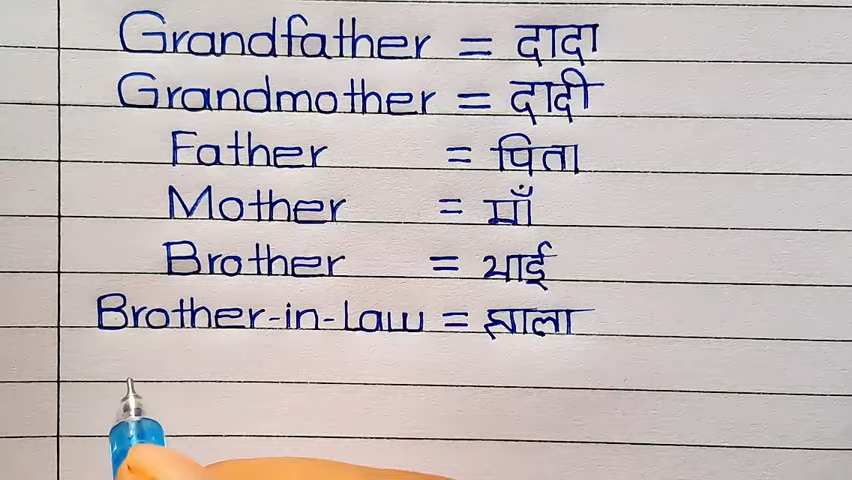 Grandfather = दादा
Grandmother = दादी
Father = पिता
Mother = माँ
Brother = भाई
Brother-in-Law = साला